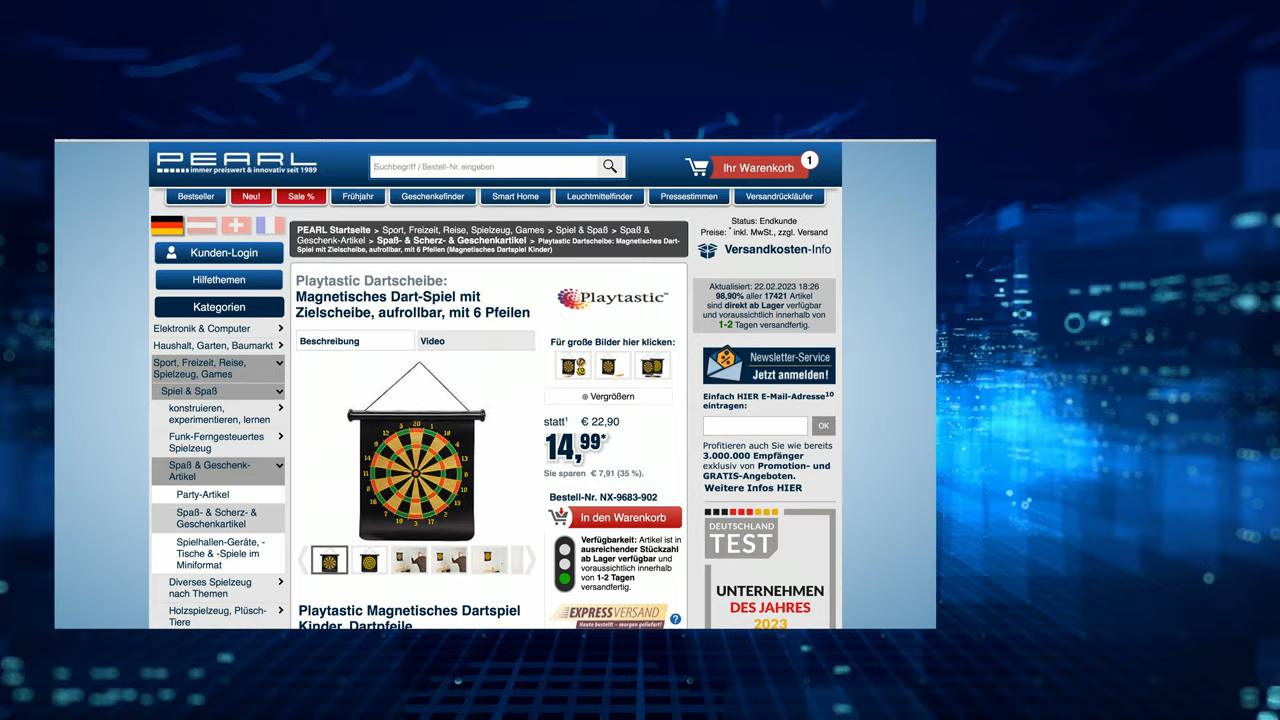 PEARL
immer preiswert & innovativ seit 1989
Suchbegriff / Bestell-Nr. eingeben
Ihr Warenkorb
1
Bestseller
Neu!
Sale %
Frühjahr
Geschenkefinder
Smart Home
Leuchtmittelfinder
Pressestimmen
Versandrückläufer
Kunden-Login
Hilfethemen
Kategorien
Elektronik & Computer
Haushalt, Garten, Baumarkt
Sport, Freizeit, Reise,
Spielzeug, Games
Spiel & Spaß
konstruieren,
experimentieren, lernen
Funk-Ferngesteuertes
Spielzeug
Spaß & Geschenk-
Artikel
Party-Artikel
Spaß- & Scherz- &
Geschenkartikel
Spielhallen-Geräte, -
Tische & -Spiele im
Miniformat
Diverses Spielzeug
nach Themen
Holzspielzeug, Plüsch-
Tiere
PEARL Startseite > Sport, Freizeit, Reise, Spielzeug, Games > Spiel & Spaß > Spaß &
Geschenk-Artikel > Spaß- & Scherz- & Geschenkartikel > Playtastic Dartscheibe: Magnetisches Dart-
Spiel mit Zielscheibe, aufrollbar, mit 6 Pfeilen (Magnetisches Dartspiel Kinder)
Playtastic Dartscheibe:
Magnetisches Dart-Spiel mit
Zielscheibe, aufrollbar, mit 6 Pfeilen
Beschreibung
Video
Playtastic Magnetisches Dartspiel
Kinder, Dartpfeile
Playtastic™
Für große Bilder hier klicken:
⊕ Vergrößern
statt¹ € 22,90
14,99*
Sie sparen € 7,91 (35 %).
Bestell-Nr. NX-9683-902
In den Warenkorb
Verfügbarkeit: Artikel ist in
ausreichender Stückzahl
ab Lager verfügbar und
voraussichtlich innerhalb
von 1-2 Tagen
versandfertig.
EXPRESSVERSAND
Heute bestellt – morgen geliefert!
?
Status: Endkunde
Preise: * inkl. MwSt., zzgl. Versand
Versandkosten-Info
Aktualisiert: 22.02.2023 18:26
98,90% aller 17421 Artikel
sind direkt ab Lager verfügbar
und voraussichtlich innerhalb von
1-2 Tagen versandfertig.
Newsletter-Service
Jetzt anmelden!
Einfach HIER E-Mail-Adresse¹⁰
eintragen:
OK
Profitieren auch Sie wie bereits
3.000.000 Empfänger
exklusiv von Promotion- und
GRATIS-Angeboten.
Weitere Infos HIER
DEUTSCHLAND
TEST
UNTERNEHMEN
DES JAHRES
2023